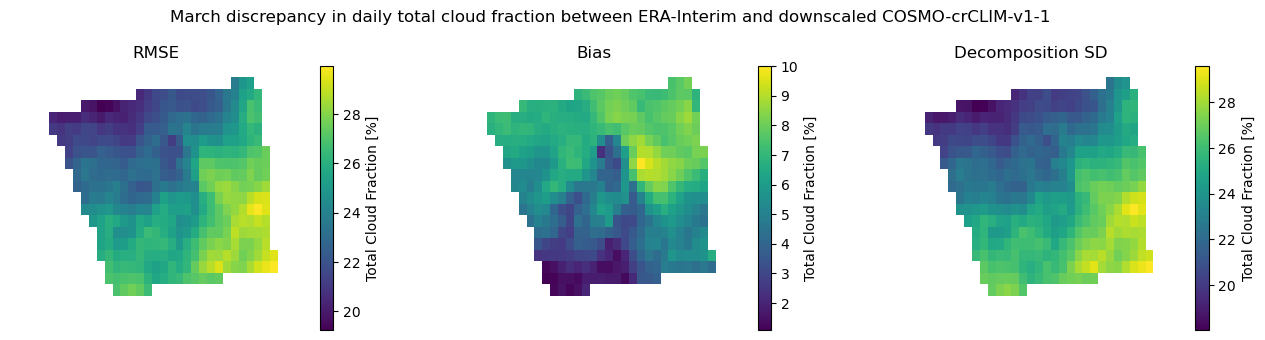 March discrepancy in daily total cloud fraction between ERA-Interim and downscaled COSMO-crCLIM-v1-1
RMSE
28
26
24
22
20
Total Cloud Fraction [%]
Bias
10
9
8
7
6
5
4
3
2
Total Cloud Fraction [%]
Decomposition SD
28
26
24
22
20
Total Cloud Fraction [%]